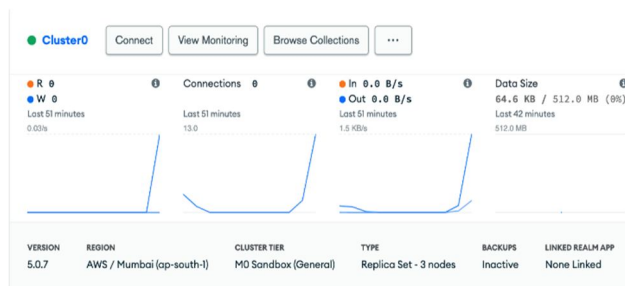 Cluster0 Connect View Monitoring Browse Collections ...
R 0 Connections 0 In 0.0 B/s Data Size
W 0 Out 0.0 B/s 64.6 KB / 512.0 MB (0%)
Last 51 minutes Last 51 minutes Last 51 minutes Last 42 minutes
0.03/s 13.0 1.5 KB/s 512.0 MB
VERSION REGION CLUSTER TIER TYPE BACKUPS LINKED REALM APP
5.0.7 AWS / Mumbai (ap-south-1) M0 Sandbox (General) Replica Set - 3 nodes Inactive None Linked